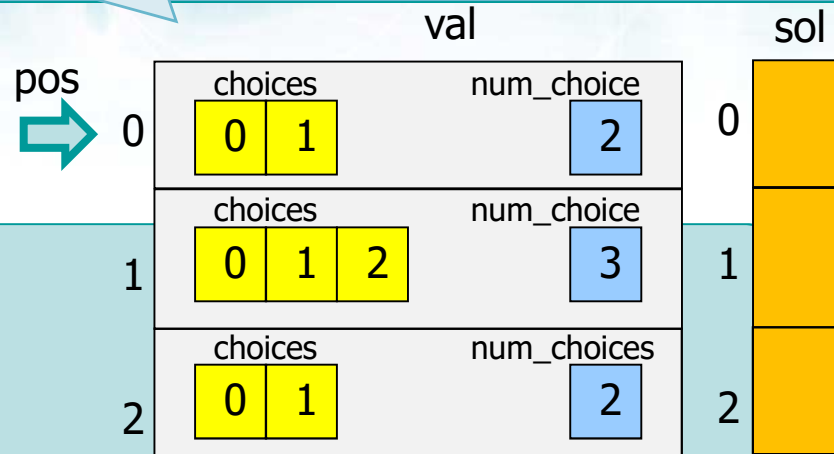 val sol
pos
choices num_choice
0 0 1 2 0
choices num_choice
1 0 1 2 3 1
choices num_choices
2 0 1 2 2